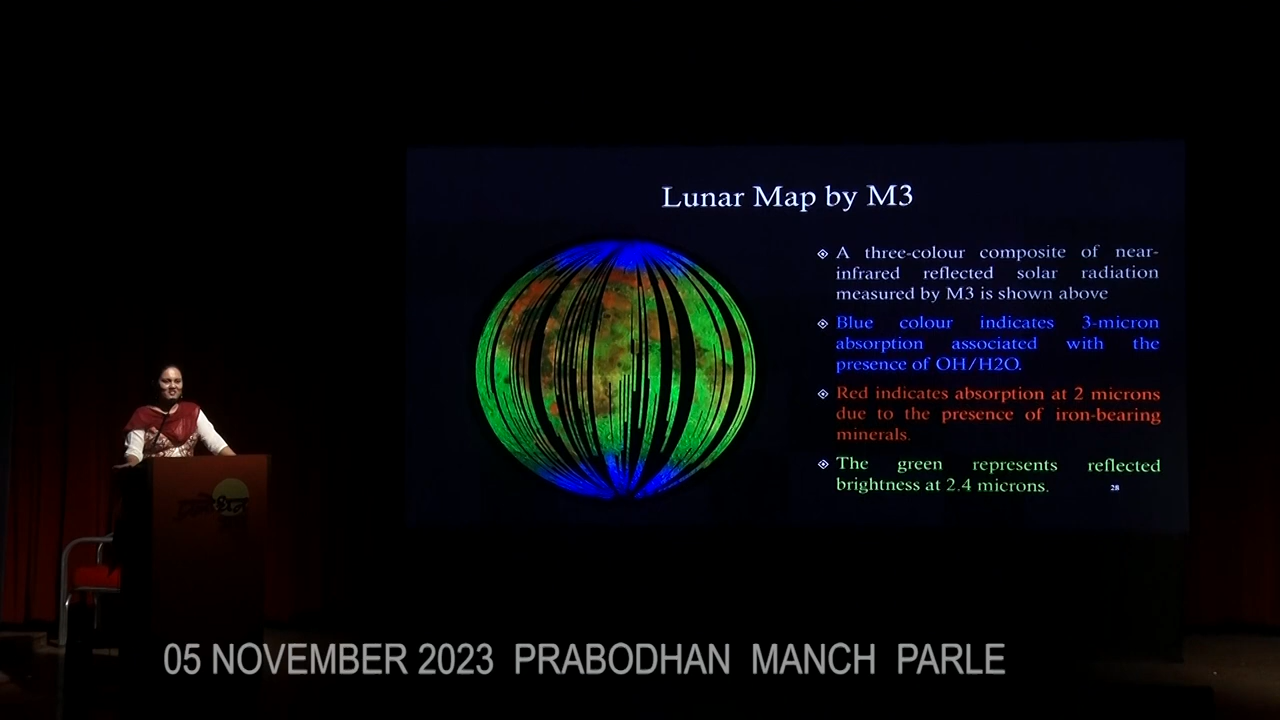 Lunar Map by M3
A three-colour composite of near-
infrared reflected solar radiation
measured by M3 is shown above
Blue colour indicates 3-micron
absorption associated with the
presence of OH/H2O.
Red indicates absorption at 2 microns
due to the presence of iron-bearing
minerals.
The green represents reflected
brightness at 2.4 microns.
28
05 NOVEMBER 2023 PRABODHAN MANCH PARLE